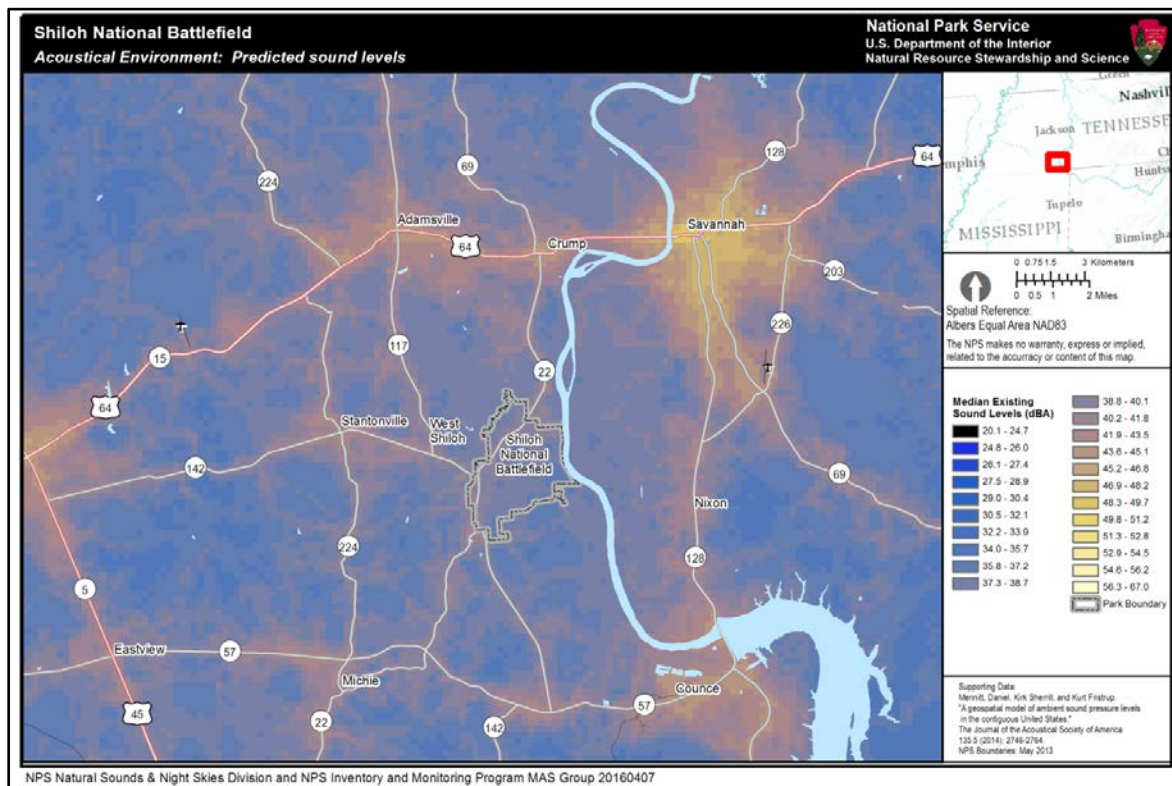 Shiloh National Battlefield
Acoustical Environment: Predicted sound levels
National Park Service
U.S. Department of the Interior
Natural Resource Stewardship and Science
69
128
64
224
Adamsville
Savannah
64
Crump
203
226
15
117
22
64
Stantonville
West
Shiloh
Shiloh
National
Battlefield
142
69
Nixon
224
128
5
Eastview
57
Michie
Counce
57
45
22
142
Green
Nashvill
Jackson
TENNESSE
mphis
Ch
Huntsv
Tupelo
MISSISSIPPI
Birmingha
0 0.75 1.5 3 Kilometers
0 0.5 1 2 Miles
Spatial Reference:
Albers Equal Area NAD83
The NPS makes no warranty, express or implied,
related to the accurracy or content of this map.
Median Existing
Sound Levels (dBA)
20.1 - 24.7
24.8 - 26.0
26.1 - 27.4
27.5 - 28.9
29.0 - 30.4
30.5 - 32.1
32.2 - 33.9
34.0 - 35.7
35.8 - 37.2
37.3 - 38.7
38.8 - 40.1
40.2 - 41.8
41.9 - 43.5
43.6 - 45.1
45.2 - 46.8
46.9 - 48.2
48.3 - 49.7
49.8 - 51.2
51.3 - 52.8
52.9 - 54.5
54.6 - 56.2
56.3 - 67.0
Park Boundary
Supporting Data:
Mennitt, Daniel, Kirk Sherrill, and Kurt Fristrup.
"A geospatial model of ambient sound pressure levels
in the contiguous United States."
The Journal of the Acoustical Society of America
135.5 (2014): 2746-2764.
NPS Boundaries: May 2013
NPS Natural Sounds & Night Skies Division and NPS Inventory and Monitoring Program MAS Group 20160407